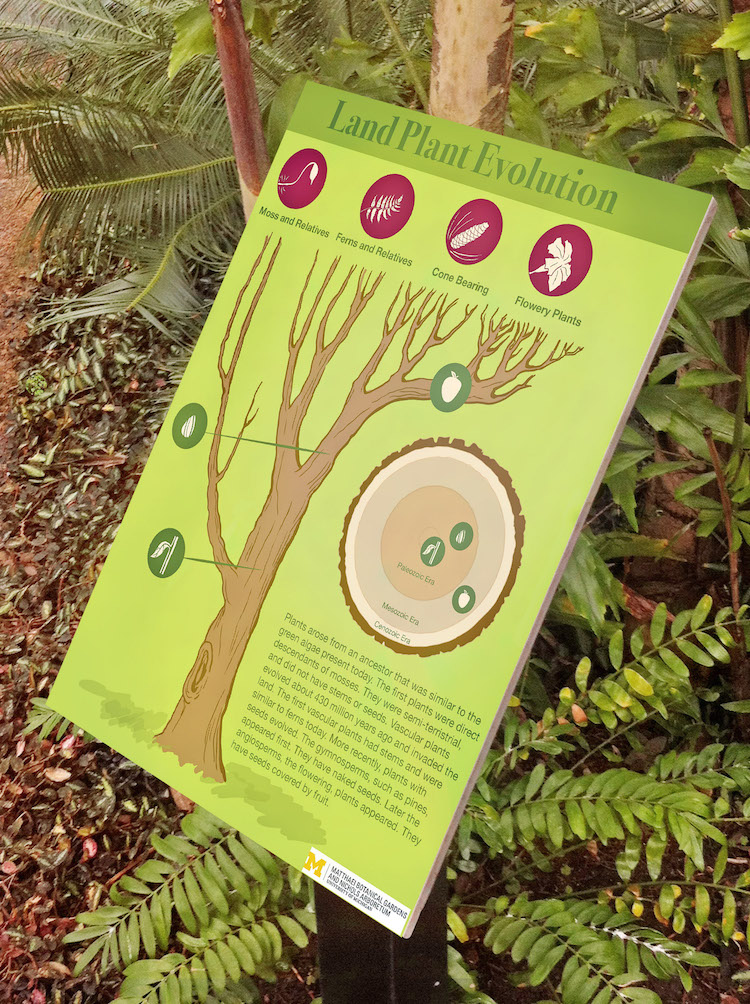 Land Plant Evolution
Moss and Relatives
Ferns and Relatives
Cone Bearing
Flowery Plants
Paleozoic Era
Mesozoic Era
Cenozoic Era
Plants arose from an ancestor that was similar to the
green algae present today. The first plants were direct
descendants of mosses. They were semi-terristrial,
and did not have stems or seeds. Vascular plants
evolved about 430 million years ago and invaded the
land. The first vascular plants had stems and were
similar to ferns today. More recently, plants with
seeds evolved. The gymnosperms, such as pines,
appeared first. They have naked seeds. Later the
angiosperms, the flowering, plants appeared. They
have seeds covered by fruit.
M
MATTHAEI BOTANICAL GARDENS
AND NICHOLS ARBORETUM
UNIVERSITY OF MICHIGAN